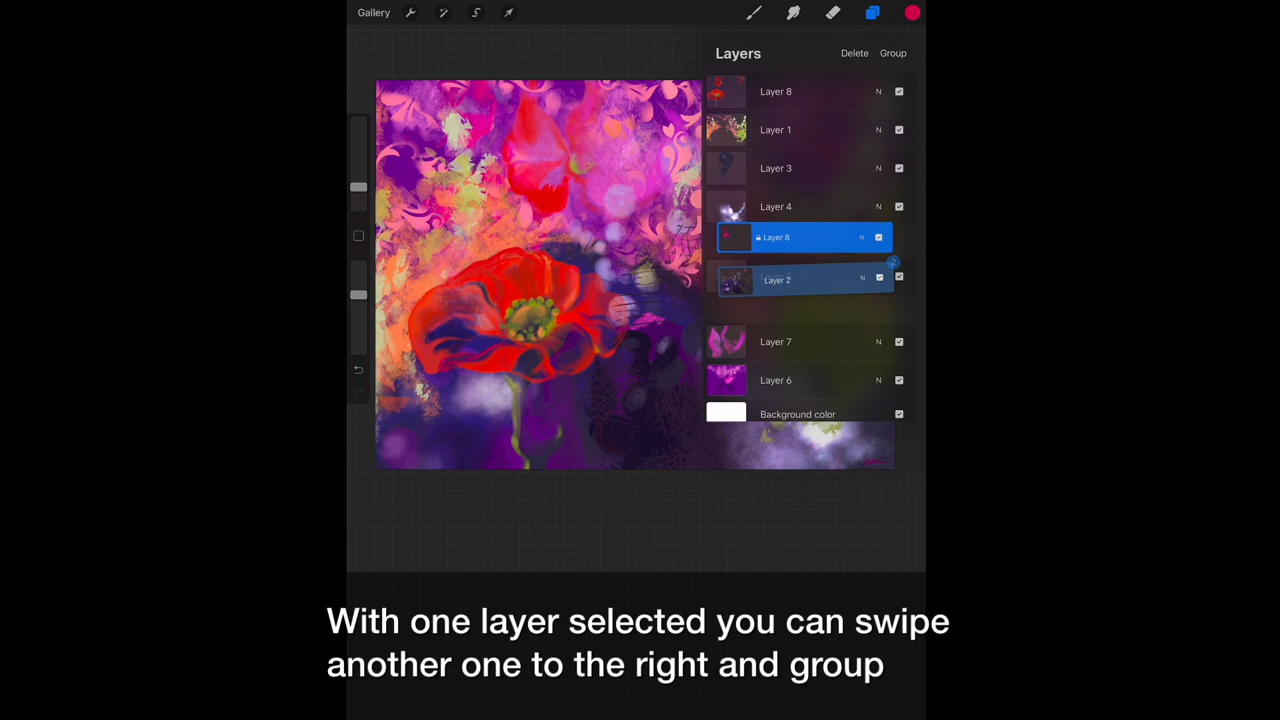 Gallery
Layers Delete Group
Layer 8 N
Layer 1 N
Layer 3 N
Layer 4 N
Layer 8 N
2
Layer 2 N
Layer 7 N
Layer 6 N
Background color
With one layer selected you can swipe
another one to the right and group